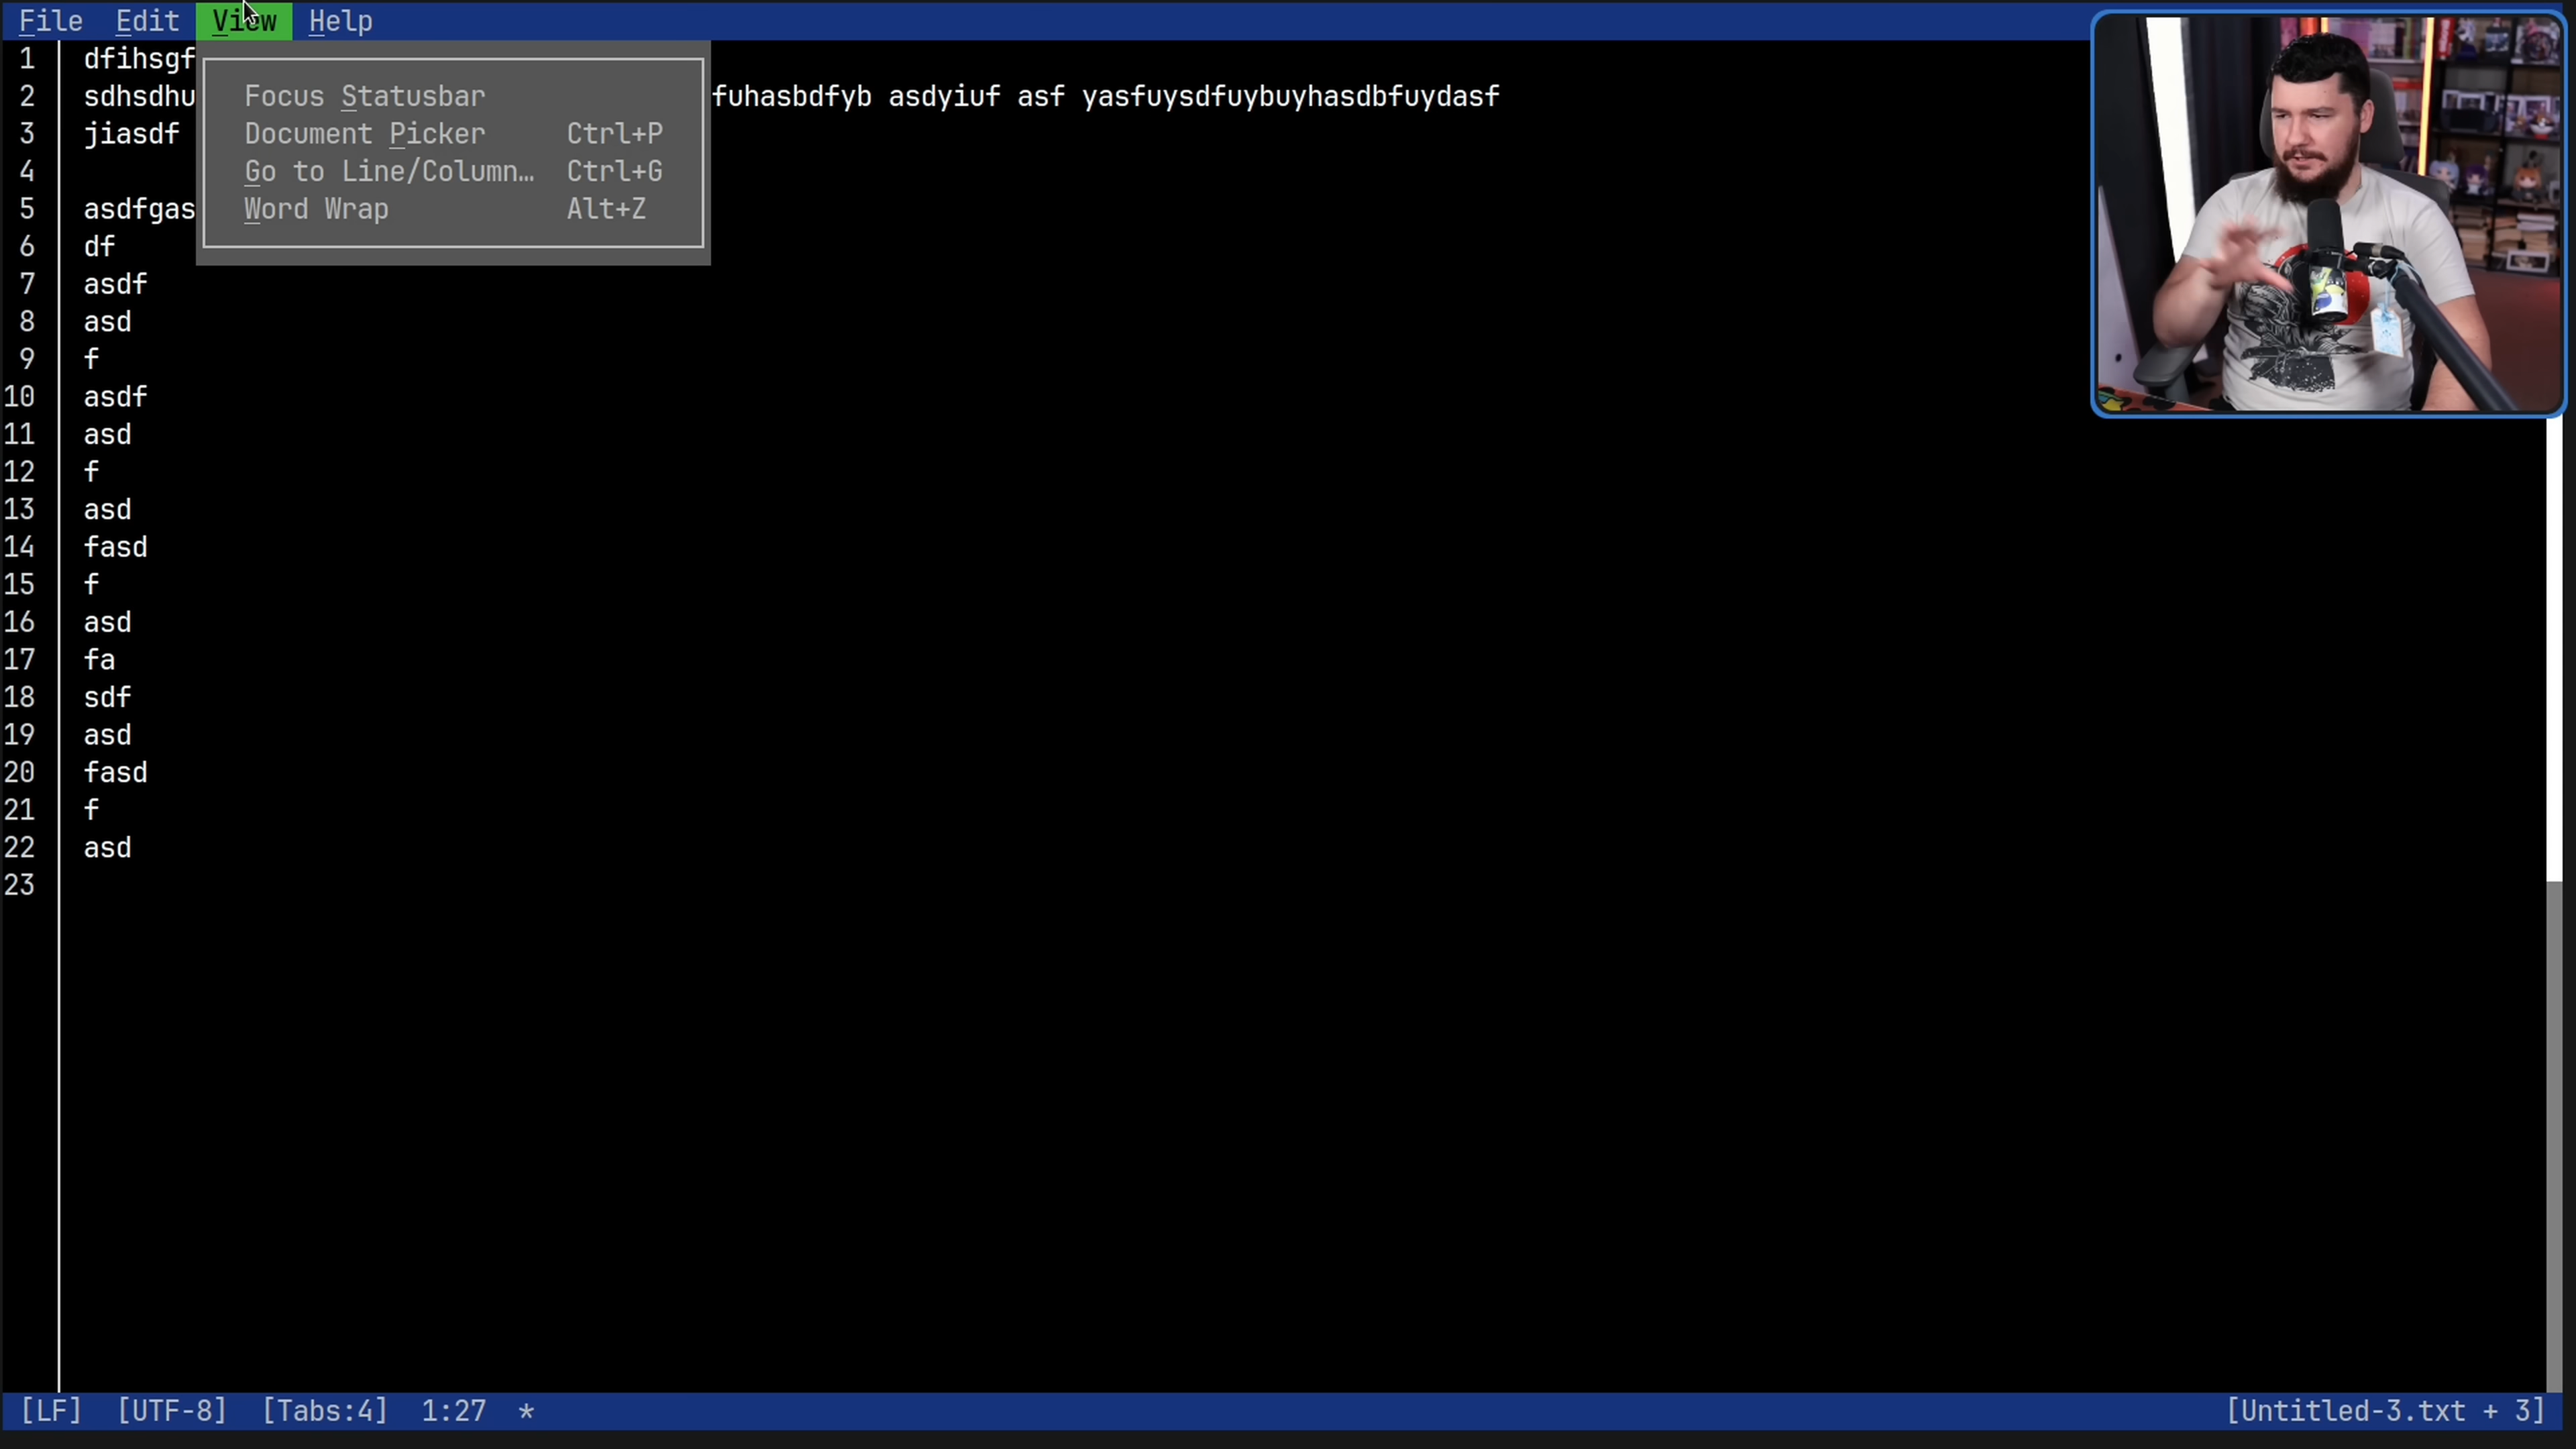 File Edit View Help
Focus Statusbar
Document Picker Ctrl+P
Go to Line/Column… Ctrl+G
Word Wrap Alt+Z
1 dfihsgf
2 sdhsdhu fuhasbdfyb asdyiuf asf yasfuysdfuybuyhasdbfuydasf
3 jiasdf
4
5 asdfgas
6 df
7 asdf
8 asd
9 f
10 asdf
11 asd
12 f
13 asd
14 fasd
15 f
16 asd
17 fa
18 sdf
19 asd
20 fasd
21 f
22 asd
23
[LF] [UTF-8] [Tabs:4] 1:27 * [Untitled-3.txt + 3]